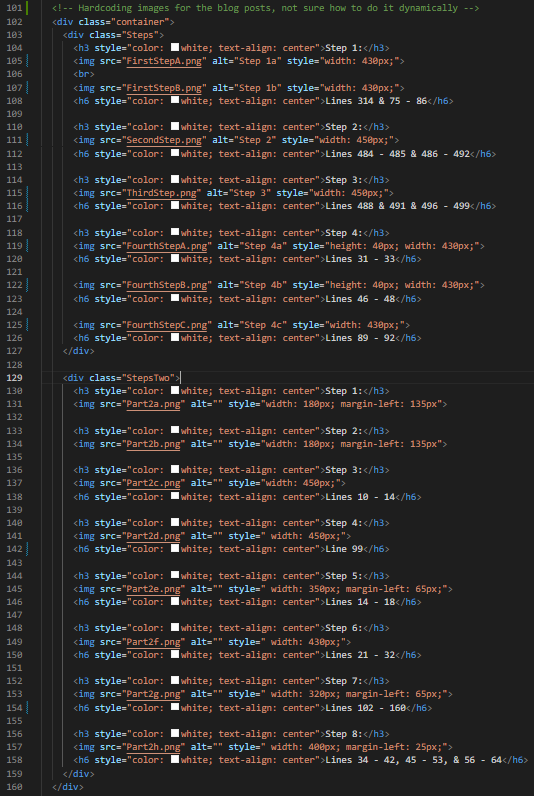 101 <!-- Hardcoding images for the blog posts, not sure how to do it dynamically -->
102 <div class="container">
103 <div class="Steps">
104 <h3 style="color: white; text-align: center">Step 1:</h3>
105 <img src="FirstStepA.png" alt="Step 1a" style="width: 430px;">
106 <br>
107 <img src="FirstStepB.png" alt="Step 1b" style="width: 430px;">
108 <h6 style="color: white; text-align: center">Lines 314 & 75 - 86</h6>
109
110 <h3 style="color: white; text-align: center">Step 2:</h3>
111 <img src="SecondStep.png" alt="Step 2" style="width: 450px;">
112 <h6 style="color: white; text-align: center">Lines 484 - 485 & 486 - 492</h6>
113
114 <h3 style="color: white; text-align: center">Step 3:</h3>
115 <img src="ThirdStep.png" alt="Step 3" style="width: 450px;">
116 <h6 style="color: white; text-align: center">Lines 488 & 491 & 496 - 499</h6>
117
118 <h3 style="color: white; text-align: center">Step 4:</h3>
119 <img src="FourthStepA.png" alt="Step 4a" style="height: 40px; width: 430px;">
120 <h6 style="color: white; text-align: center">Lines 31 - 33</h6>
121
122 <img src="FourthStepB.png" alt="Step 4b" style="height: 40px; width: 430px;">
123 <h6 style="color: white; text-align: center">Lines 46 - 48</h6>
124
125 <img src="FourthStepC.png" alt="Step 4c" style="width: 430px;">
126 <h6 style="color: white; text-align: center">Lines 89 - 92</h6>
127 </div>
128
129 <div class="StepsTwo">
130 <h3 style="color: white; text-align: center">Step 1:</h3>
131 <img src="Part2a.png" alt="" style="width: 180px; margin-left: 135px">
132
133 <h3 style="color: white; text-align: center">Step 2:</h3>
134 <img src="Part2b.png" alt="" style="width: 180px; margin-left: 135px">
135
136 <h3 style="color: white; text-align: center">Step 3:</h3>
137 <img src="Part2c.png" alt="" style="width: 450px;">
138 <h6 style="color: white; text-align: center">Lines 10 - 14</h6>
139
140 <h3 style="color: white; text-align: center">Step 4:</h3>
141 <img src="Part2d.png" alt="" style=" width: 450px;">
142 <h6 style="color: white; text-align: center">Line 99</h6>
143
144 <h3 style="color: white; text-align: center">Step 5:</h3>
145 <img src="Part2e.png" alt="" style=" width: 350px; margin-left: 65px;">
146 <h6 style="color: white; text-align: center">Lines 14 - 18</h6>
147
148 <h3 style="color: white; text-align: center">Step 6:</h3>
149 <img src="Part2f.png" alt="" style=" width: 430px;">
150 <h6 style="color: white; text-align: center">Lines 21 - 32</h6>
151
152 <h3 style="color: white; text-align: center">Step 7:</h3>
153 <img src="Part2g.png" alt="" style=" width: 320px; margin-left: 65px;">
154 <h6 style="color: white; text-align: center">Lines 102 - 160</h6>
155
156 <h3 style="color: white; text-align: center">Step 8:</h3>
157 <img src="Part2h.png" alt="" style=" width: 400px; margin-left: 25px;">
158 <h6 style="color: white; text-align: center">Lines 34 - 42, 45 - 53, & 56 - 64</h6>
159 </div>
160 </div>